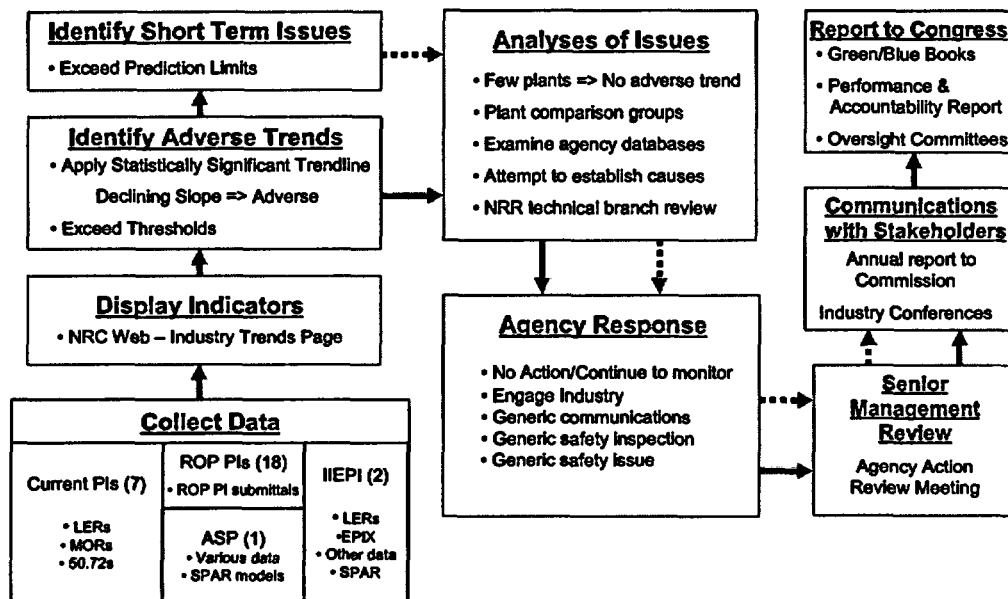 Identify Short Term Issues
• Exceed Prediction Limits
Identify Adverse Trends
• Apply Statistically Significant Trendline
Declining Slope => Adverse
• Exceed Thresholds
Display Indicators
• NRC Web – Industry Trends Page
Collect Data
Current PIs (7)
• LERs
• MORs
• 50.72s
ROP PIs (18)
• ROP PI submittals
ASP (1)
• Various data
• SPAR models
IIEPI (2)
• LERs
•EPIX
• Other data
• SPAR
Analyses of Issues
• Few plants => No adverse trend
• Plant comparison groups
• Examine agency databases
• Attempt to establish causes
• NRR technical branch review
Agency Response
• No Action/Continue to monitor
• Engage Industry
• Generic communications
• Generic safety inspection
• Generic safety issue
Senior
Management
Review
Agency Action
Review Meeting
Communications
with Stakeholders
Annual report to
Commission
Industry Conferences
Report to Congress
• Green/Blue Books
• Performance &
Accountability Report
• Oversight Committees